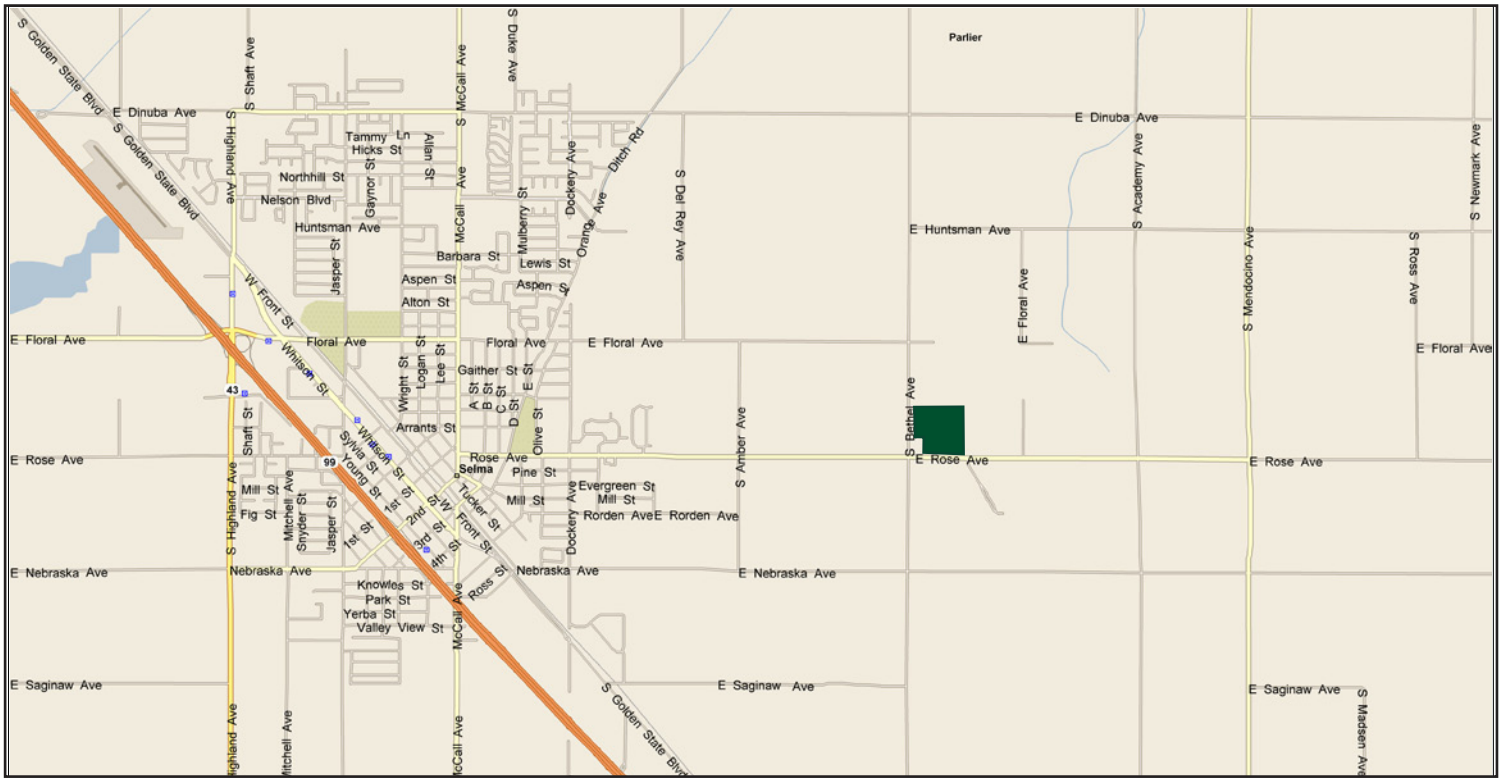 S Golden State Blvd
S Shaft Ave
S McCall Ave
S Duke Ave
Parlier
E Dinuba Ave
S Golden State Blvd
S Highland Ave
Tammy Ln
Hicks St
Allan St
Gaynor St
Northhill St
Nelson Blvd
Huntsman Ave
Jasper St
McCall Ave
Barbara St
Mulberry St
Lewis St
Dockery Ave
Orange Ave
Ditch Rd
S Del Rey Ave
E Dinuba Ave
S Academy Ave
S Newmark Ave
E Huntsman Ave
S Mendocino Ave
S Ross Ave
E Floral Ave
Aspen St
Aspen St
Alton St
W Front St
E Floral Ave
Floral Ave
Floral Ave
E Floral Ave
E Floral Ave
Whitson St
Wright St
Logan St
Lee St
Gaither St
A St
B St
C St
D St
E St
43
Shaft St
Arrants St
Olive St
S Amber Ave
S Bethel Ave
E Rose Ave
99
Sylvia St
Whitson St
Young St
Rose Ave
Selma
Pine St
E Rose Ave
E Rose Ave
Mill St
Fig St
Mitchell Ave
Snyder St
Jasper St
1st St
1st St
2nd St
3rd St
4th St
W Front St
Tucker St
Mill St
Evergreen St
Mill St
Rorden Ave
E Rorden Ave
Dockery Ave
S Highland Ave
E Nebraska Ave
Nebraska Ave
Nebraska Ave
E Nebraska Ave
Ross St
Knowles St
Park St
Yerba St
Valley View St
McCall Ave
E Saginaw Ave
S Golden State Blvd
E Saginaw Ave
E Saginaw Ave
S Madsen Ave
Highland Ave
Mitchell Ave
McCall Ave